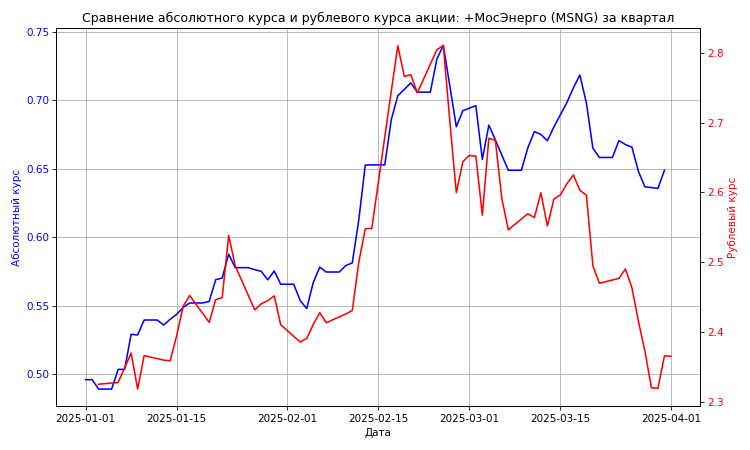 Сравнение абсолютного курса и рублевого курса акции: +МосЭнерго (MSNG) за квартал
0.75
0.70
0.65
0.60
0.55
0.50
Абсолютный курс
2.8
2.7
2.6
2.5
2.4
2.3
Рублевый курс
2025-01-01 2025-01-15 2025-02-01 2025-02-15 2025-03-01 2025-03-15 2025-04-01
Дата